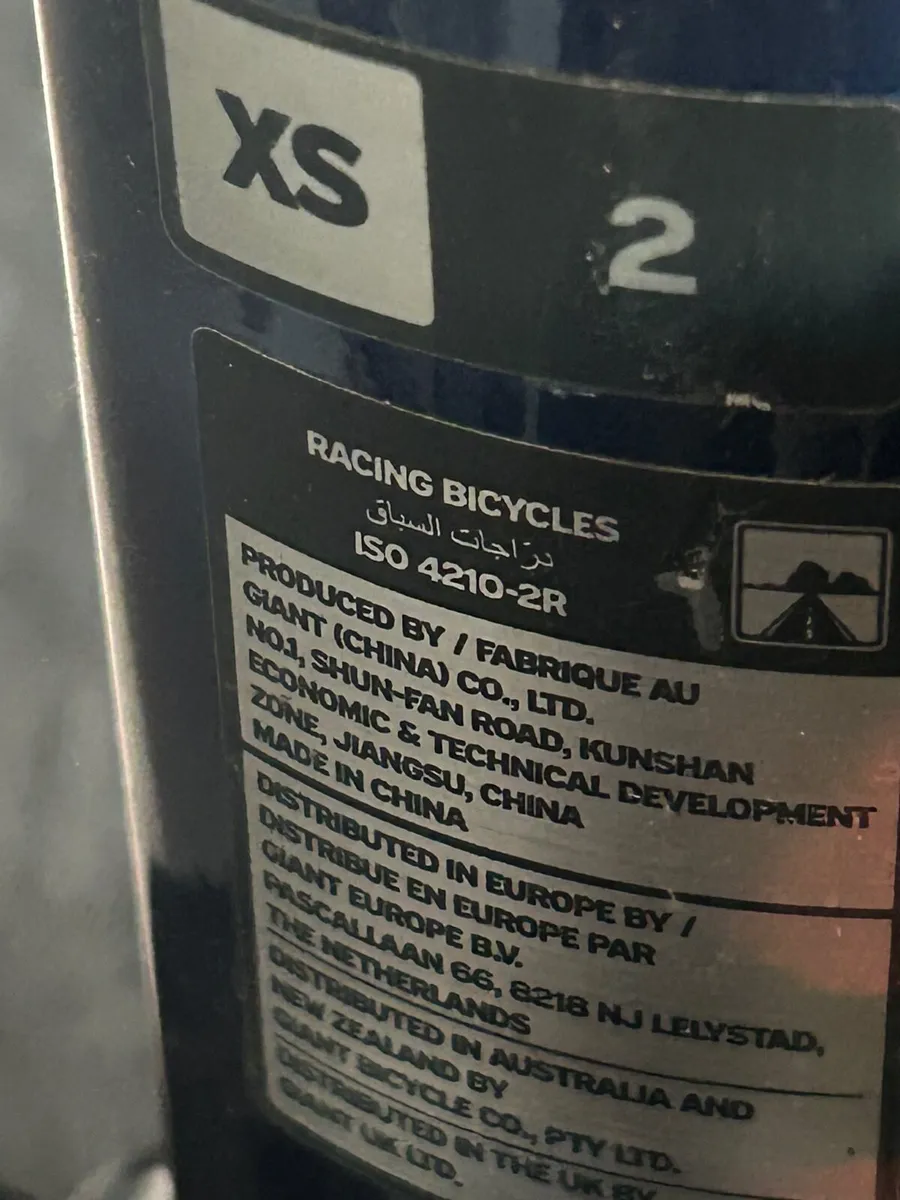 XS
2
RACING BICYCLES
دراجات السباق
ISO 4210-2R
PRODUCED BY / FABRIQUE AU
GIANT (CHINA) CO., LTD.
NO.1, SHUN-FAN ROAD, KUNSHAN
ECONOMIC & TECHNICAL DEVELOPMENT
ZONE, JIANGSU, CHINA
MADE IN CHINA
DISTRIBUTED IN EUROPE BY /
DISTRIBUE EN EUROPE PAR
GIANT EUROPE B.V.
PASCALLAAN 66, 8218 NJ LELYSTAD,
THE NETHERLANDS
DISTRIBUTED IN AUSTRALIA AND
NEW ZEALAND BY
GIANT BICYCLE CO., PTY LTD.
DISTRIBUTED IN THE UK BY
GIANT UK LTD.